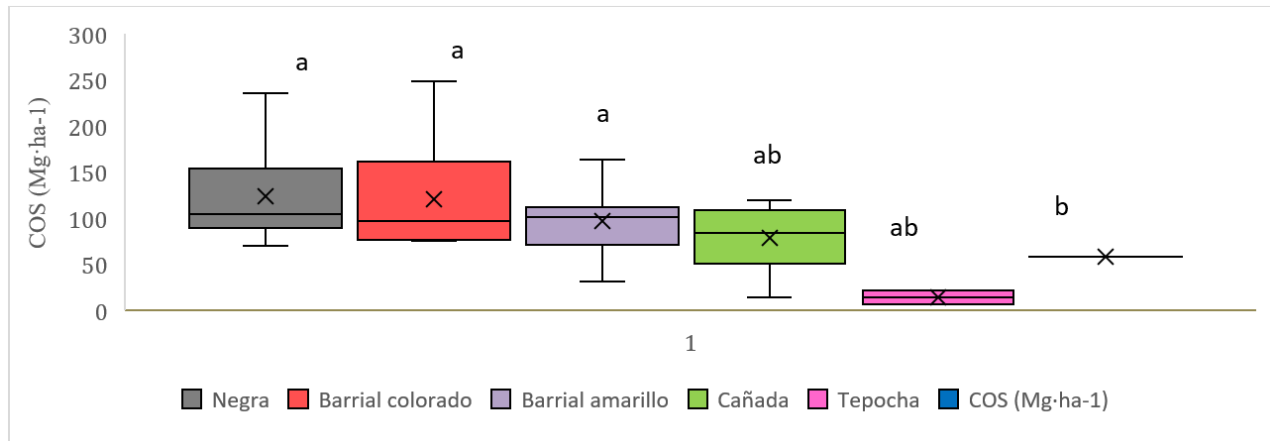 COS (Mg·ha-1)
300
250
200
150
100
50
0
a
a
a
ab
ab
b
1
Negra Barrial colorado Barrial amarillo Cañada Tepocha COS (Mg·ha-1)